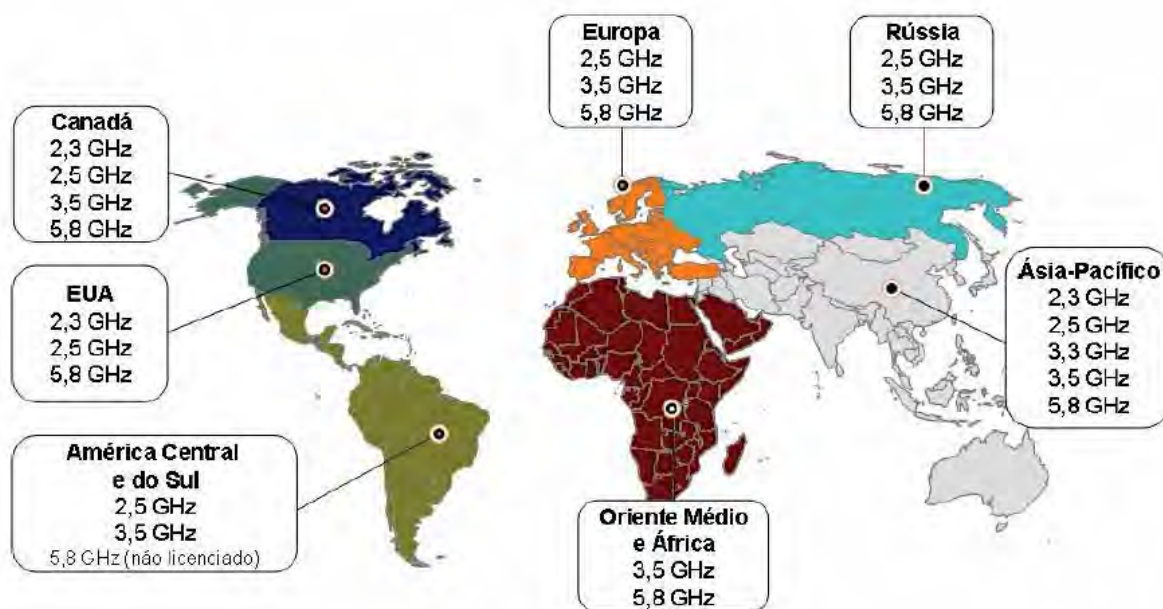 Europa
2,5 GHz
3,5 GHz
5,8 GHz
Rússia
2,5 GHz
3,5 GHz
5,8 GHz
Canadá
2,3 GHz
2,5 GHz
3,5 GHz
5,8 GHz
EUA
2,3 GHz
2,5 GHz
5,8 GHz
Ásia-Pacífico
2,3 GHz
2,5 GHz
3,3 GHz
3,5 GHz
5,8 GHz
América Central
e do Sul
2,5 GHz
3,5 GHz
5,8 GHz (não licenciado)
Oriente Médio
e África
3,5 GHz
5,8 GHz